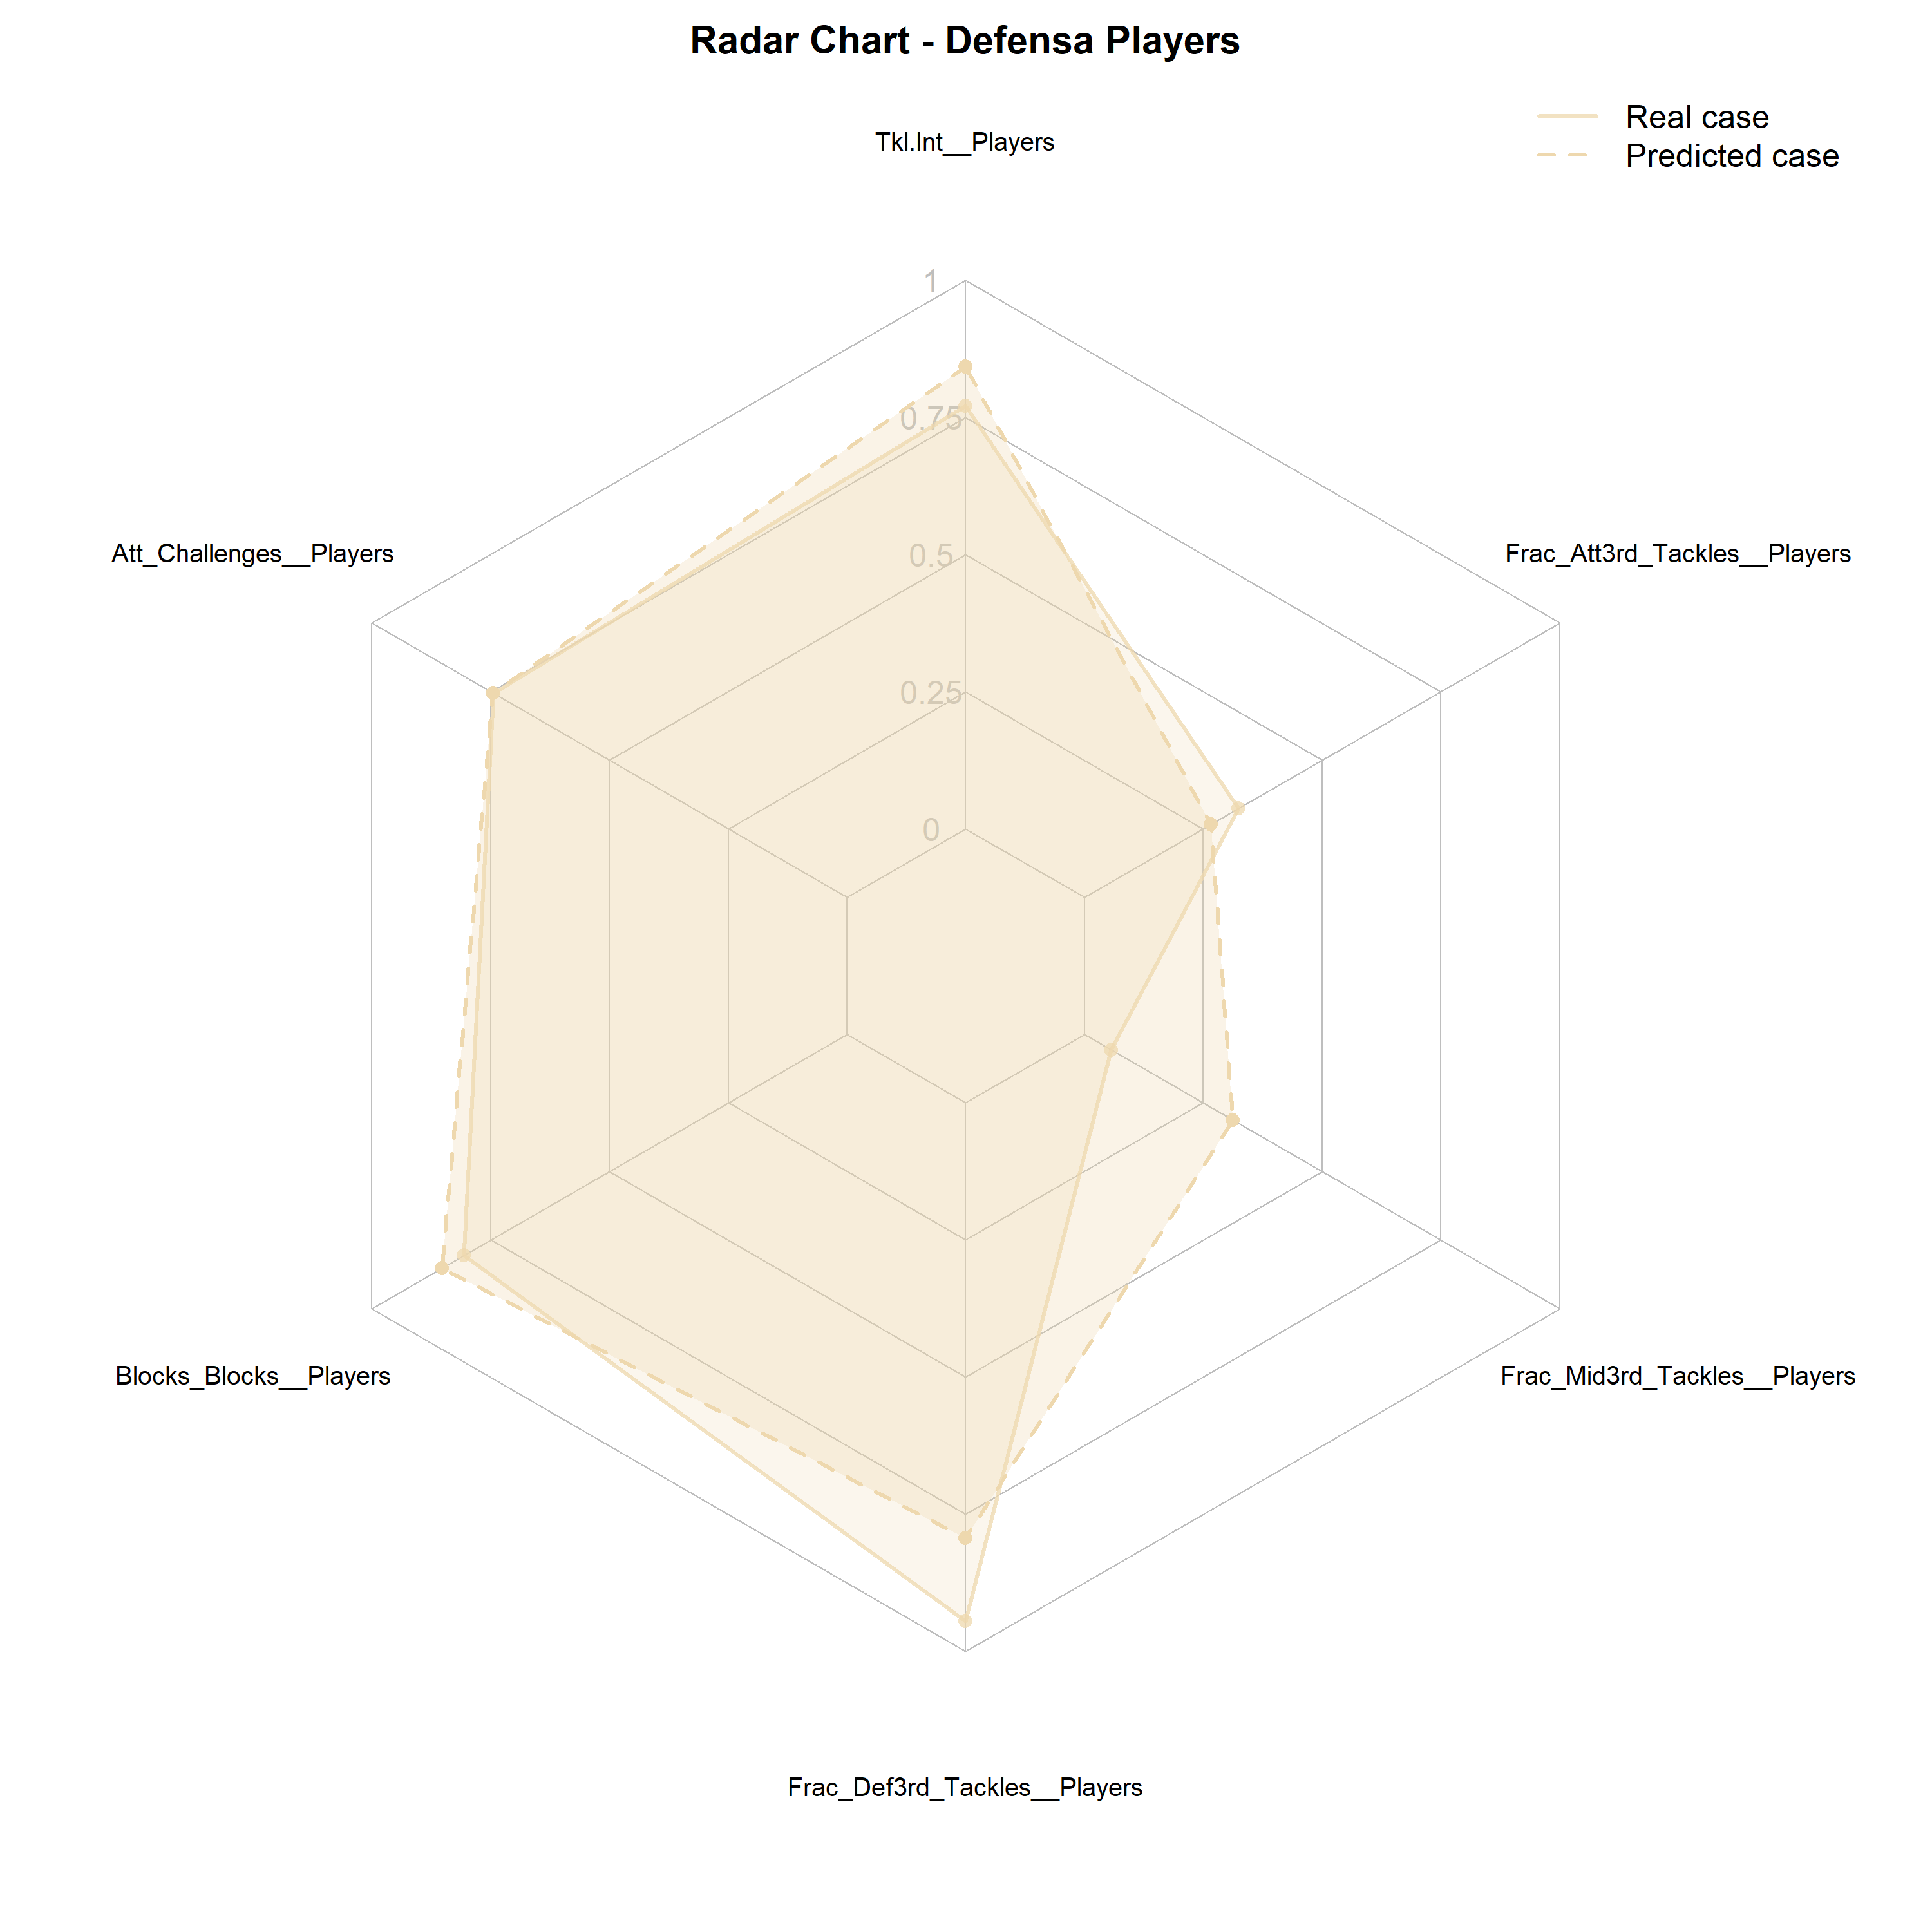 Radar Chart - Defensa Players
Real case
Predicted case
Tkl.Int__Players
1
0.75
0.5
0.25
0
Frac_Att3rd_Tackles__Players
Att_Challenges__Players
Blocks_Blocks__Players
Frac_Mid3rd_Tackles__Players
Frac_Def3rd_Tackles__Players